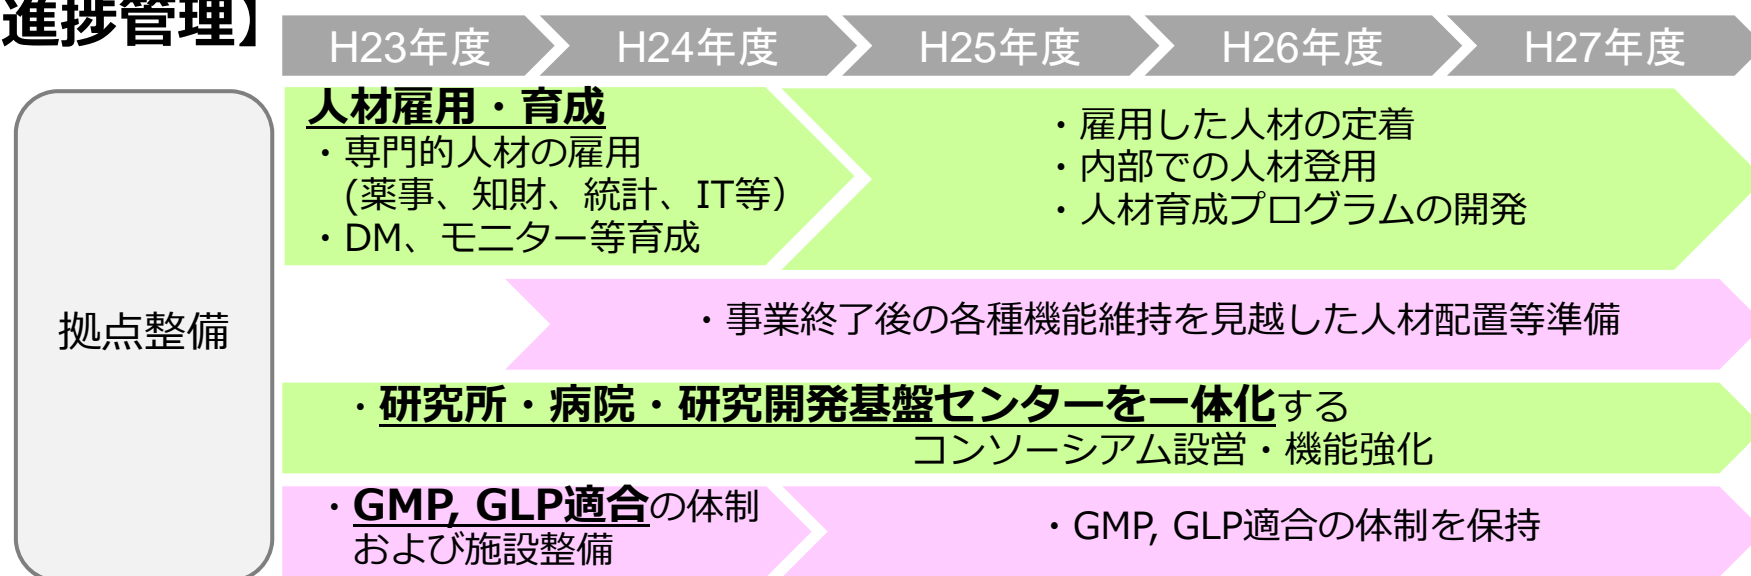 進捗管理】
H23年度
H24年度
H25年度
H26年度
H27年度
拠点整備
人材雇用・育成
・専門的人材の雇用
(薬事、知財、統計、IT等）
・DM、モニター等育成
・雇用した人材の定着
・内部での人材登用
・人材育成プログラムの開発
・事業終了後の各種機能維持を見越した人材配置等準備
・研究所・病院・研究開発基盤センターを一体化する
コンソーシアム設営・機能強化
・GMP, GLP適合の体制
および施設整備
・GMP, GLP適合の体制を保持